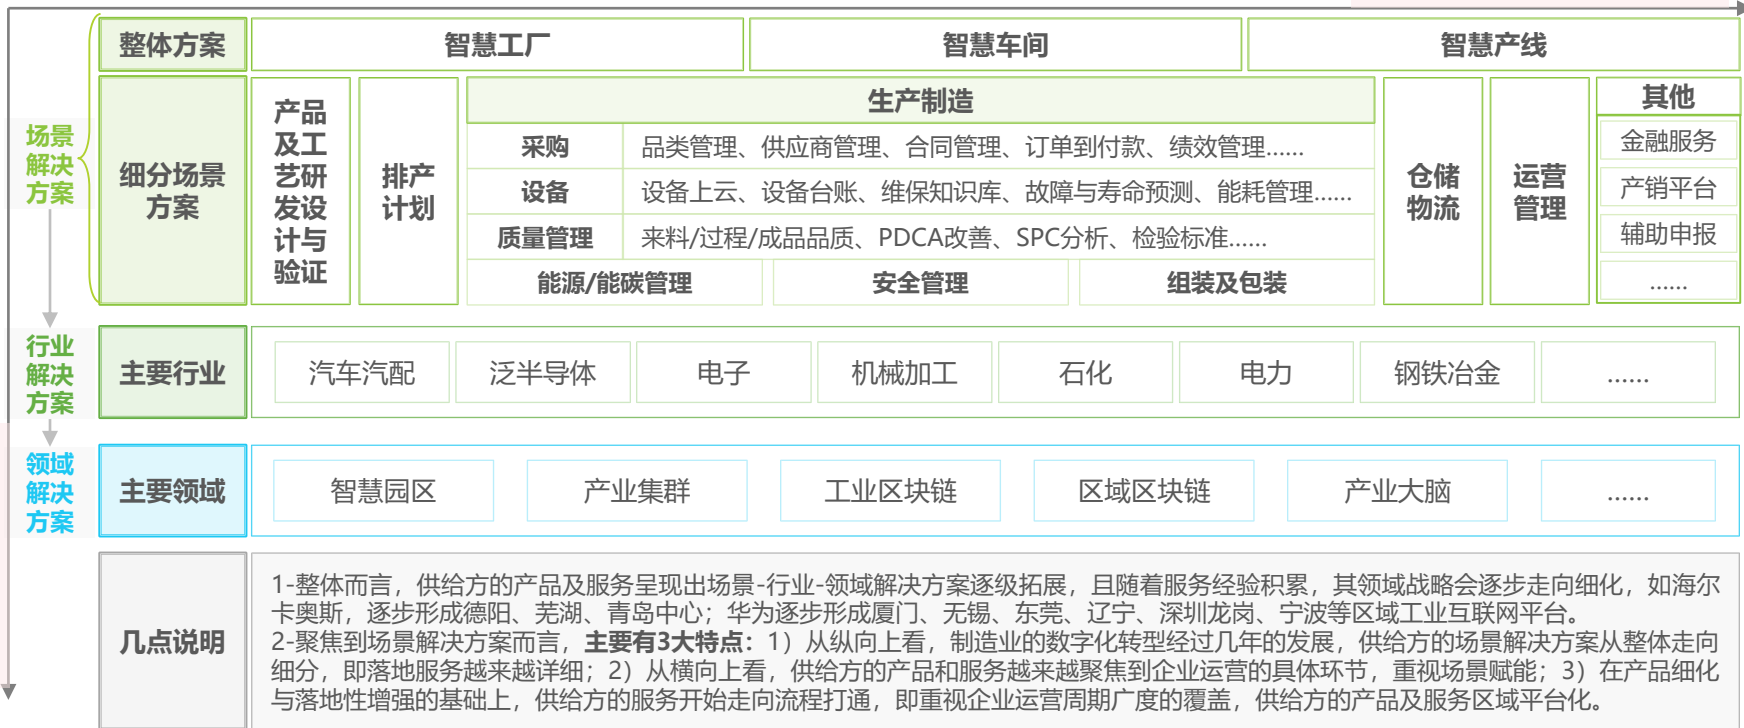 整体方案
智慧工厂
智慧车间
智慧产线
场景
解决
方案
细分场景
方案
产品
及工
艺研
发设
计与
验证
排产
计划
生产制造
采购
品类管理、供应商管理、合同管理、订单到付款、绩效管理......
设备
设备上云、设备台账、维保知识库、故障与寿命预测、能耗管理......
质量管理
来料/过程/成品品质、PDCA改善、SPC分析、检验标准......
能源/能碳管理
安全管理
组装及包装
仓储
物流
运营
管理
其他
金融服务
产销平台
辅助申报
......
行业
解决
方案
主要行业
汽车汽配
泛半导体
电子
机械加工
石化
电力
钢铁冶金
......
领域
解决
方案
主要领域
智慧园区
产业集群
工业区块链
区域区块链
产业大脑
......
几点说明
1-整体而言，供给方的产品及服务呈现出场景-行业-领域解决方案逐级拓展，且随着服务经验积累，其领域战略会逐步走向细化，如海尔
卡奥斯，逐步形成德阳、芜湖、青岛中心；华为逐步形成厦门、无锡、东莞、辽宁、深圳龙岗、宁波等区域工业互联网平台。
2-聚焦到场景解决方案而言，主要有3大特点：1）从纵向上看，制造业的数字化转型经过几年的发展，供给方的场景解决方案从整体走向
细分，即落地服务越来越详细；2）从横向上看，供给方的产品和服务越来越聚焦到企业运营的具体环节，重视场景赋能；3）在产品细化
与落地性增强的基础上，供给方的服务开始走向流程打通，即重视企业运营周期广度的覆盖，供给方的产品及服务区域平台化。